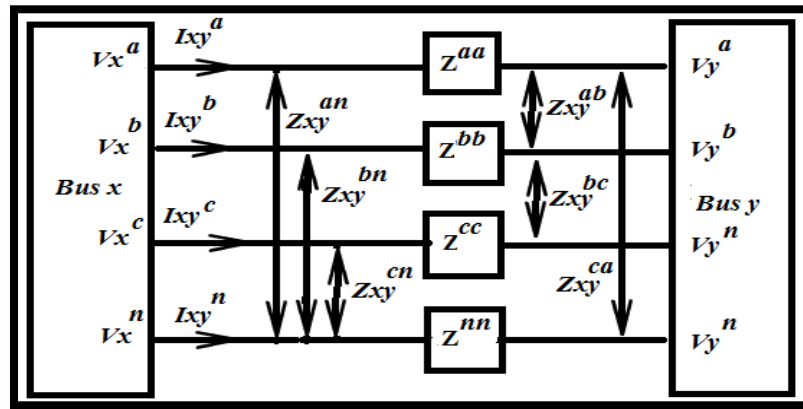 Vx^a Ixy^a Z^aa Vy^a
Zxy^an Zxy^ab
Vx^b Ixy^b Z^bb Vy^b
Zxy^bn Zxy^bc
Bus x Bus y
Vx^c Ixy^c Z^cc Vy^n
Zxy^cn Zxy^ca
Vx^n Ixy^n Z^nn Vy^n